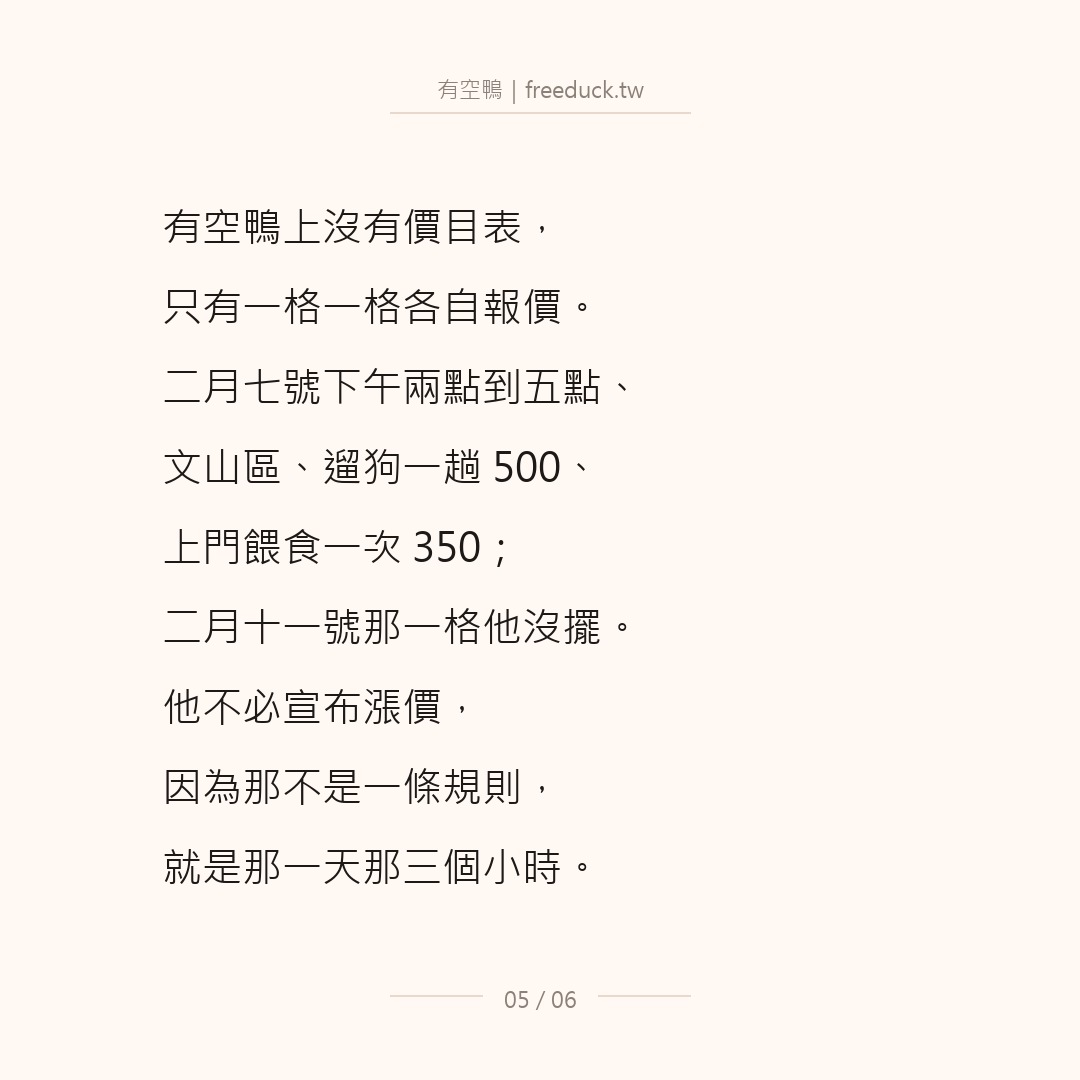 有空鴨 | freeduck.tw
有空鴨上沒有價目表，
只有一格一格各自報價。
二月七號下午兩點到五點、
文山區、遛狗一趟 500、
上門餵食一次 350；
二月十一號那一格他沒擺。
他不必宣布漲價，
因為那不是一條規則，
就是那一天那三個小時。
05 / 06